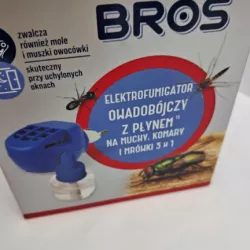 BROS
zwalcza
również mole
i muszki owocówki
skuteczny
przy uchylonych
oknach
ELEKTROFUMIGATOR
OWADOBÓJCZY
Z PŁYNEM
NA MUCHY, KOMARY
I MRÓWKI 3 w 1